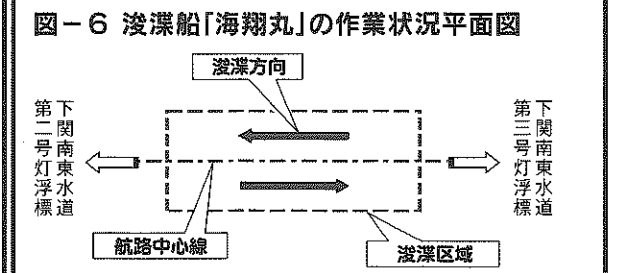 図－6 浚渫船「海翔丸」の作業状況平面図
浚渫方向
下関南東水道
第二号灯浮標
下関南東水道
第三号灯浮標
航路中心線
浚渫区域